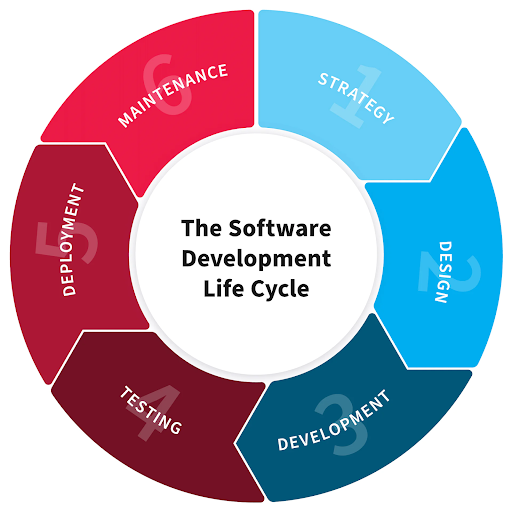 The Software
Development
Life Cycle
1
STRATEGY
2
DESIGN
3
DEVELOPMENT
4
TESTING
5
DEPLOYMENT
6
MAINTENANCE